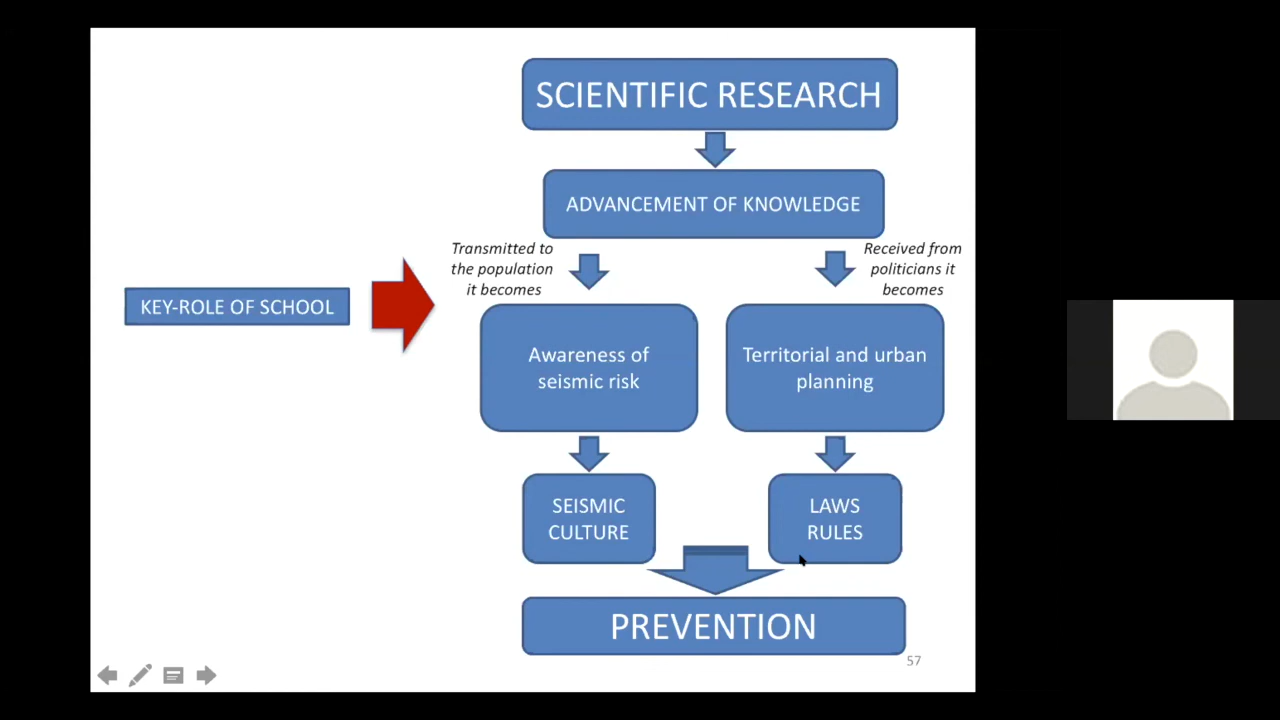 SCIENTIFIC RESEARCH
ADVANCEMENT OF KNOWLEDGE
Transmitted to
the population
it becomes
Received from
politicians it
becomes
KEY-ROLE OF SCHOOL
Awareness of
seismic risk
Territorial and urban
planning
SEISMIC
CULTURE
LAWS
RULES
PREVENTION
57